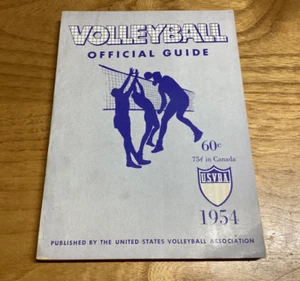 VOLLEYBALL
OFFICIAL GUIDE
60¢
75¢ in Canada
USVBA
1954
PUBLISHED BY THE UNITED STATES VOLLEYBALL ASSOCIATION